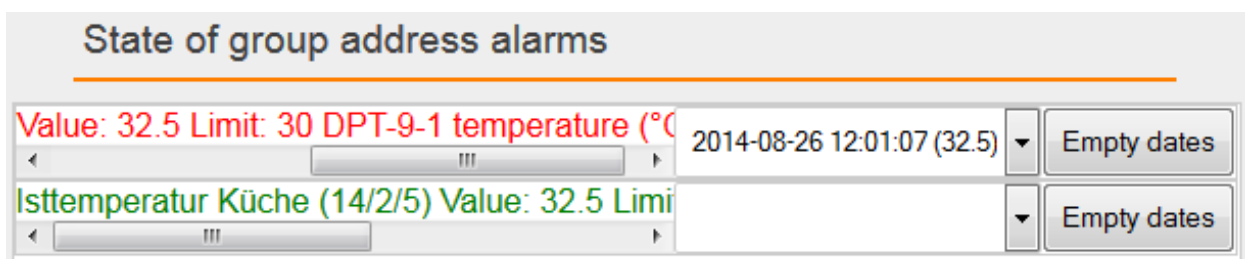 State of group address alarms
Value: 32.5 Limit: 30 DPT-9-1 temperature (°C
2014-08-26 12:01:07 (32.5)
Empty dates
Isttemperatur Küche (14/2/5) Value: 32.5 Limi
Empty dates